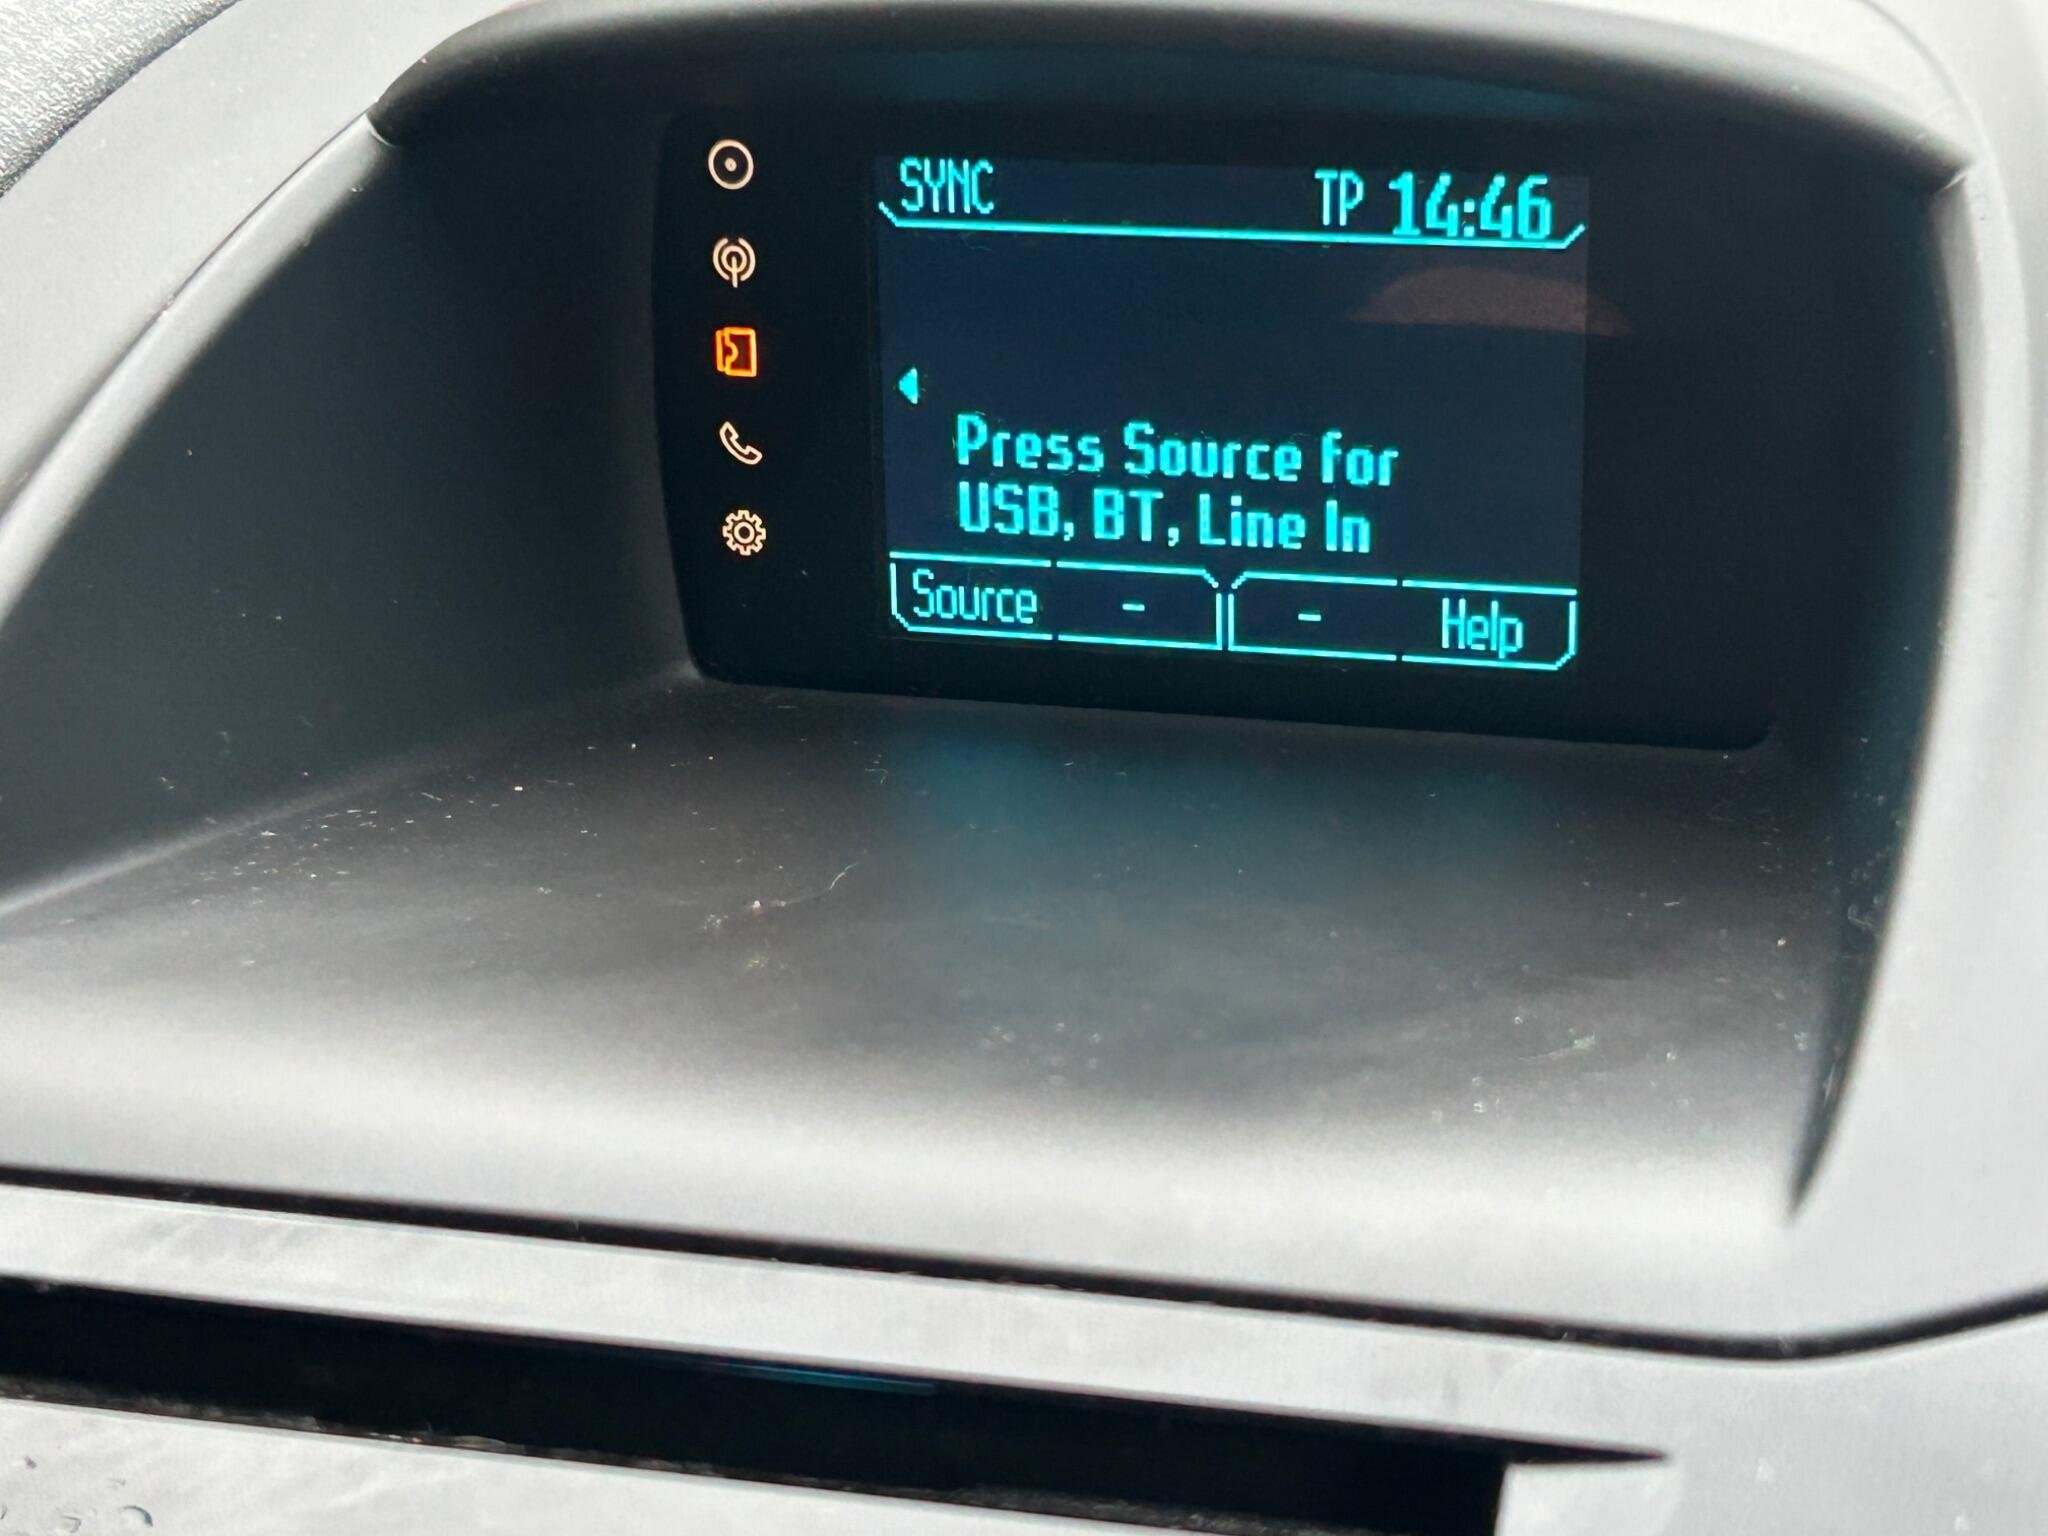 SYNC TP 14:46
Press Source for
USB, BT, Line In
Source - - Help